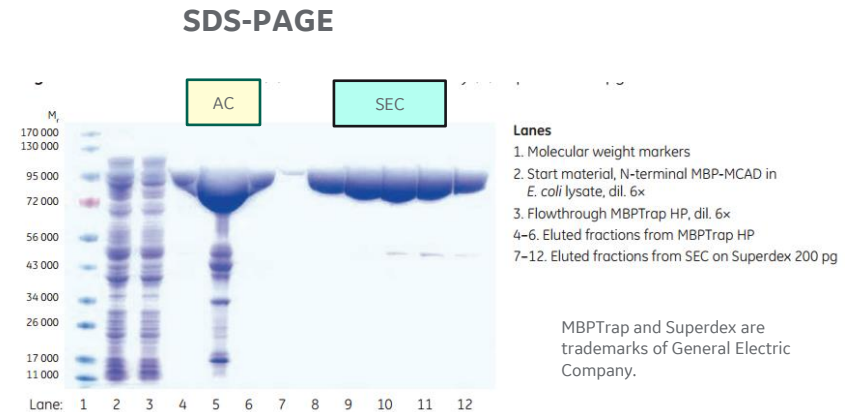 SDS-PAGE
AC
SEC
Mr
170 000
130 000
95 000
72 000
56 000
43 000
34 000
26 000
17 000
11 000
Lane: 1 2 3 4 5 6 7 8 9 10 11 12
Lanes
1. Molecular weight markers
2. Start material, N-terminal MBP-MCAD in
E. coli lysate, dil. 6×
3. Flowthrough MBPTrap HP, dil. 6×
4–6. Eluted fractions from MBPTrap HP
7–12. Eluted fractions from SEC on Superdex 200 pg
MBPTrap and Superdex are
trademarks of General Electric
Company.